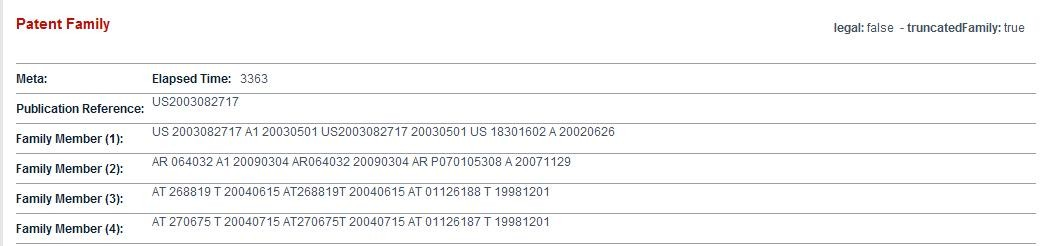 Patent Family
legal: false - truncatedFamily: true
Meta: Elapsed Time: 3363
Publication Reference: US2003082717
Family Member (1): US 2003082717 A1 20030501 US2003082717 20030501 US 18301602 A 20020626
Family Member (2): AR 064032 A1 20090304 AR064032 20090304 AR P070105308 A 20071129
Family Member (3): AT 268819 T 20040615 AT268819T 20040615 AT 01126188 T 19981201
Family Member (4): AT 270675 T 20040715 AT270675T 20040715 AT 01126187 T 19981201